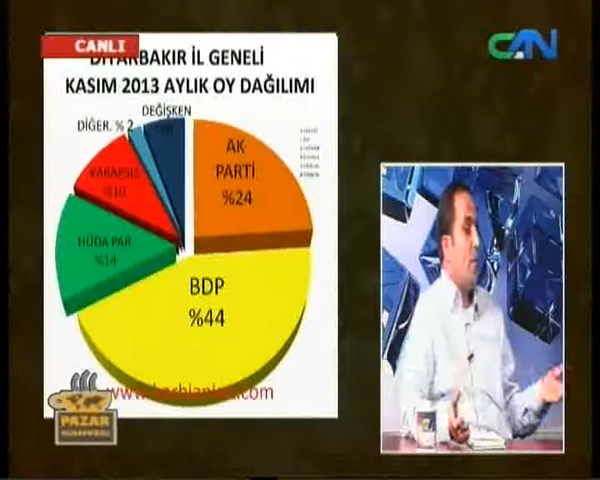 CANLI
CAN
DİYARBAKIR İL GENELİ
KASIM 2013 AYLIK OY DAĞILIMI
DEĞİŞKEN
DİĞER. % 2
AK
PARTİ
%24
KARARSIZ
%10
HÜDA PAR
%14
BDP
%44
PAZAR